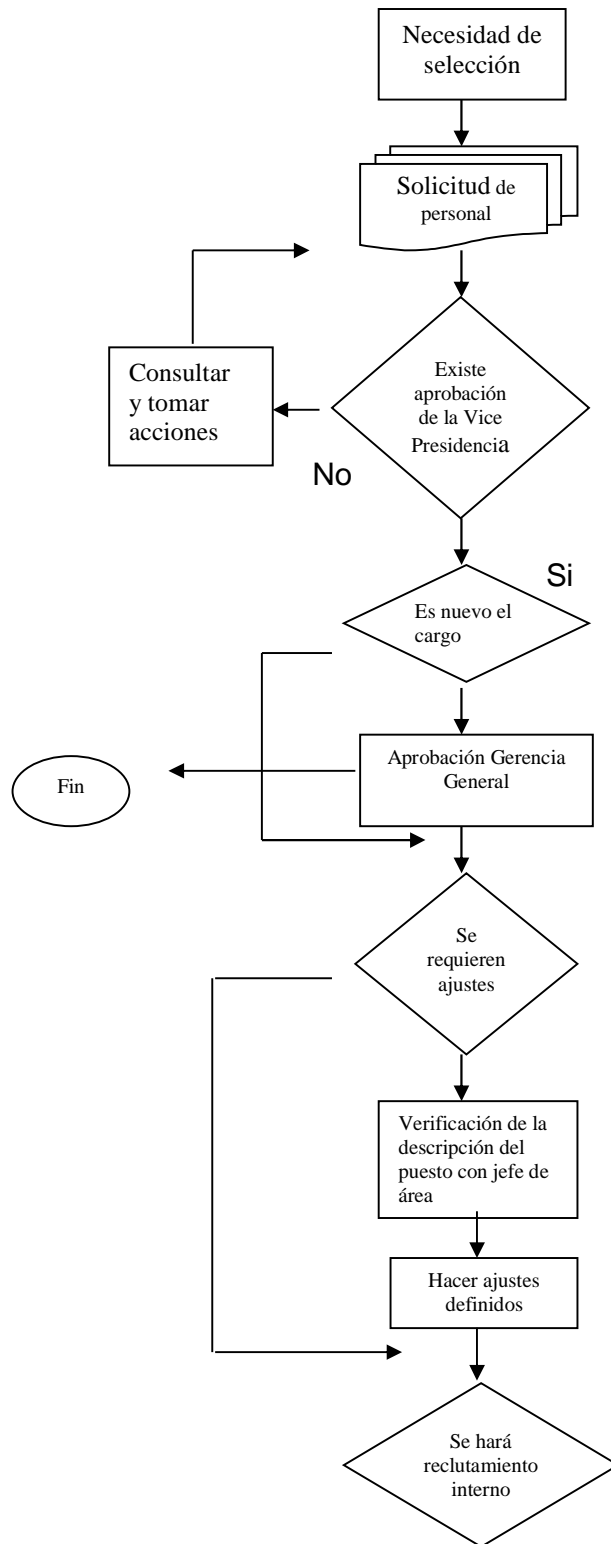 Necesidad de
selección
Solicitud de
personal
Existe
aprobación
de la Vice
Presidencia
Consultar
y tomar
acciones
No
Si
Es nuevo el
cargo
Aprobación Gerencia
General
Fin
Se
requieren
ajustes
Verificación de la
descripción del
puesto con jefe de
área
Hacer ajustes
definidos
Se hará
reclutamiento
interno